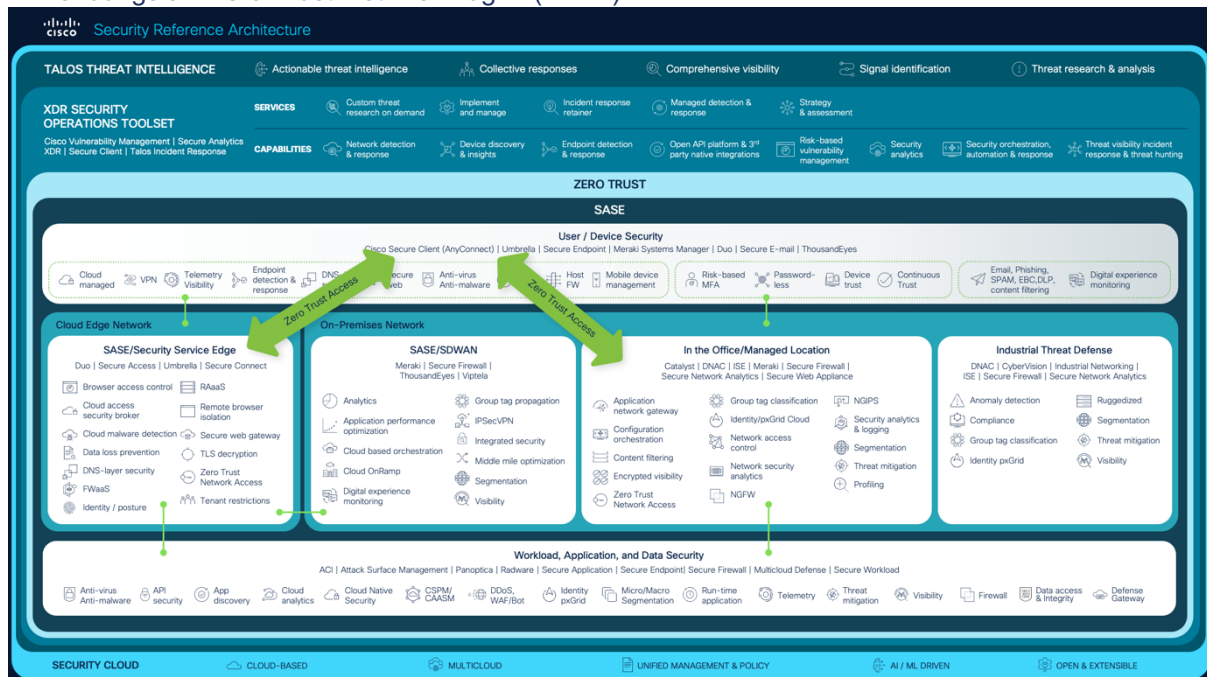 CISCO Security Reference Architecture
TALOS THREAT INTELLIGENCE
Actionable threat intelligence
Collective responses
Comprehensive visibility
Signal identification
Threat research & analysis
XDR SECURITY
OPERATIONS TOOLSET
Cisco Vulnerability Management | Secure Analytics
XDR | Secure Client | Talos Incident Response
SERVICES
Custom threat
research on demand
Implement
and manage
Incident response
retainer
Managed detection &
response
Strategy
& assessment
CAPABILITIES
Network detection
& response
Device discovery
& insights
Endpoint detection
& response
Open API platform & 3rd
party native integrations
Risk-based
vulnerability
management
Security
analytics
Security orchestration,
automation & response
Threat visibility incident
response & threat hunting
ZERO TRUST
SASE
User / Device Security
Cisco Secure Client (AnyConnect) | Umbrella | Secure Endpoint | Meraki Systems Manager | Duo | Secure E-mail | ThousandEyes
Cloud
managed
VPN
Telemetry
Visibility
Endpoint
detection &
response
Anti-virus
Anti-malware
Host
FW
Mobile device
management
Risk-based
MFA
Password-
less
Device
trust
Continuous
Trust
Email, Phishing,
SPAM, EBC,DLP,
content filtering
Digital experience
monitoring
Zero Trust Access
Zero Trust Access
Cloud Edge Network
SASE/Security Service Edge
Duo | Secure Access | Umbrella | Secure Connect
Browser access control
Cloud access
security broker
Cloud malware detection
Data loss prevention
DNS-layer security
FWaaS
Identity / posture
RAaaS
Remote browser
isolation
Secure web gateway
TLS decryption
Zero Trust
Network Access
Tenant restrictions
On-Premises Network
SASE/SDWAN
Meraki | Secure Firewall |
ThousandEyes | Viptela
Analytics
Application performance
optimization
Cloud based orchestration
Cloud OnRamp
Digital experience
monitoring
Group tag propagation
IPSecVPN
Integrated security
Middle mile optimization
Segmentation
Visibility
In the Office/Managed Location
Catalyst | DNAC | ISE | Meraki | Secure Firewall |
Secure Network Analytics | Secure Web Appliance
Application
network gateway
Configuration
orchestration
Content filtering
Encrypted visibility
Zero Trust
Network Access
Group tag classification
Identity/pxGrid Cloud
Network access
control
Network security
analytics
NGFW
NGIPS
Security analytics
& logging
Segmentation
Threat mitigation
Profiling
Industrial Threat Defense
DNAC | CyberVision | Industrial Networking |
ISE | Secure Firewall | Secure Network Analytics
Anomaly detection
Compliance
Group tag classification
Identity pxGrid
Ruggedized
Segmentation
Threat mitigation
Visibility
Workload, Application, and Data Security
ACI | Attack Surface Management | Panoptica | Radware | Secure Application | Secure Endpoint| Secure Firewall | Multicloud Defense | Secure Workload
Anti-virus
Anti-malware
API
security
App
discovery
Cloud
analytics
Cloud Native
Security
CSPM/
CAASM
DDoS,
WAF/Bot
Identity
pxGrid
Micro/Macro
Segmentation
Run-time
application
Telemetry
Threat
mitigation
Visibility
Firewall
Data access
& Integrity
Defense
Gateway
SECURITY CLOUD
CLOUD-BASED
MULTICLOUD
UNIFIED MANAGEMENT & POLICY
AI / ML DRIVEN
OPEN & EXTENSIBLE